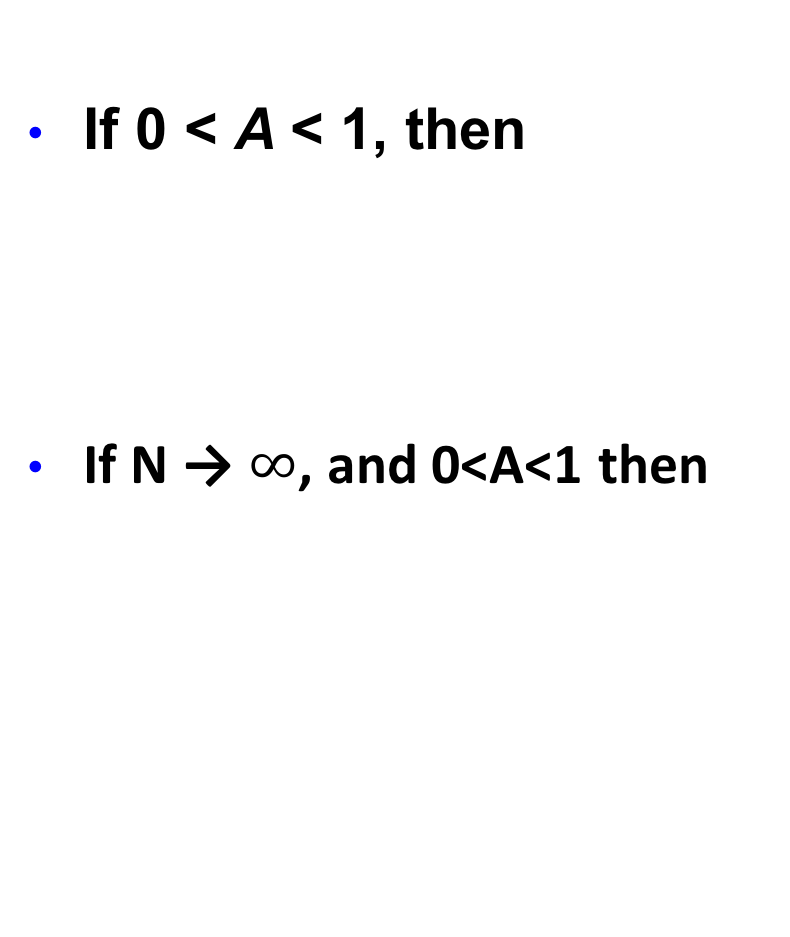 • If 0 < A < 1, then
• If N → ∞, and 0<A<1 then